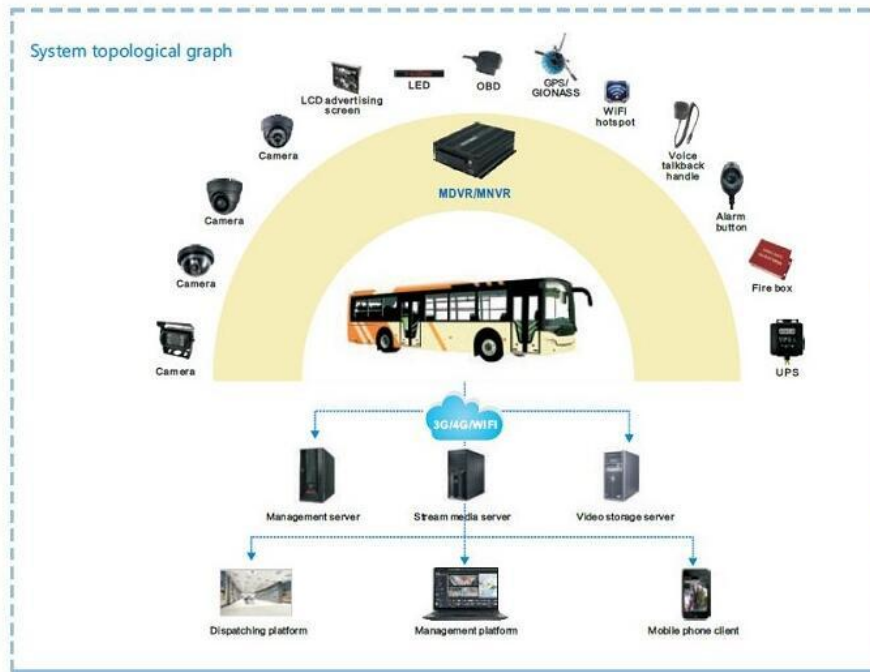 System topological graph
LCD advertising
screen
LED
OBD
GPS/
GIONASS
WIFI
hotspot
Voice
talkback
handle
Camera
Camera
Camera
Camera
MDVR/MNVR
Alarm
button
Fire box
UPS
3G/4G/WIFI
Management server
Stream media server
Video storage server
Dispatching platform
Management platform
Mobile phone client